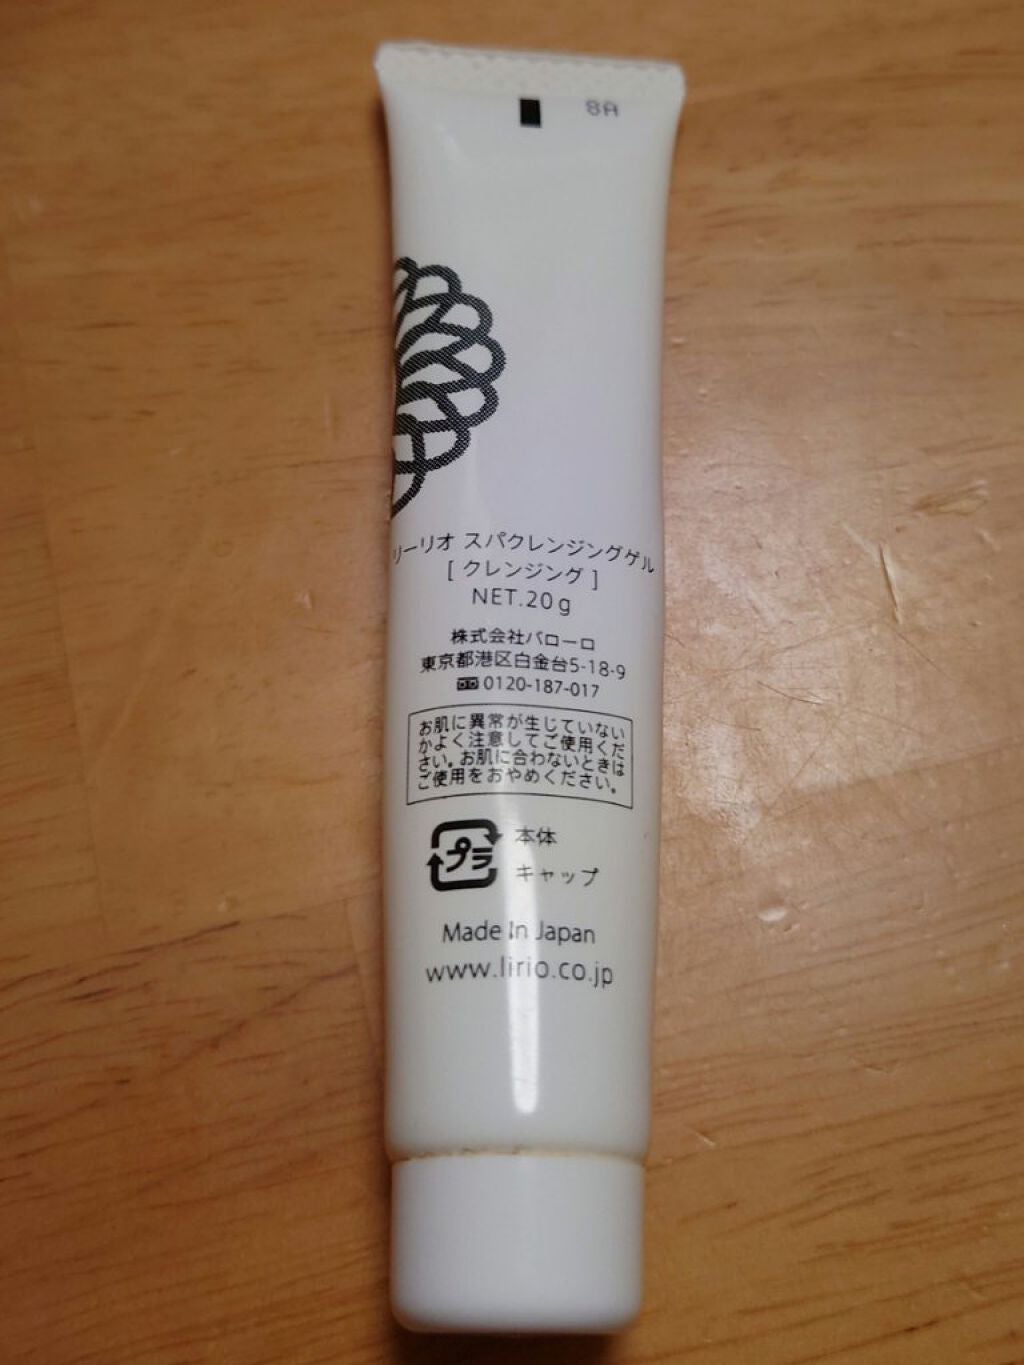 8A
リーリオ スパクレンジングゲル
[ クレンジング ]
NET.20g
株式会社バローロ
東京都港区白金台5-18-9
0120-187-017
お肌に異常が生じていない
かよく注意してご使用くだ
さい。お肌に合わないときは
ご使用をおやめください。
プラ
本体
キャップ
Made In Japan
www.lirio.co.jp